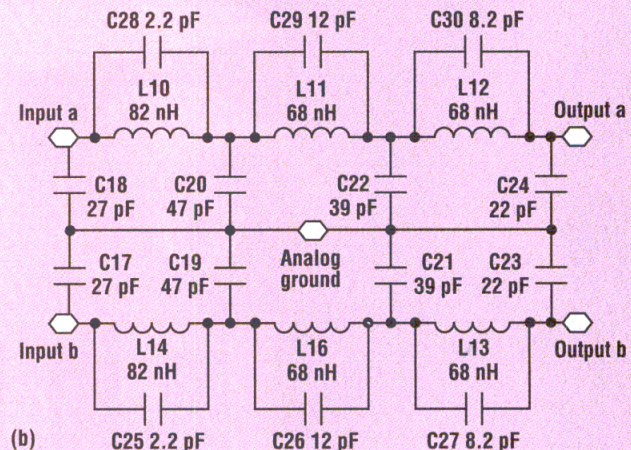 C28 2.2 pF
C29 12 pF
C30 8.2 pF
L10
82 nH
L11
68 nH
L12
68 nH
Input a
Output a
C18
27 pF
C20
47 pF
C22
39 pF
C24
22 pF
Analog
ground
C17
27 pF
C19
47 pF
C21
39 pF
C23
22 pF
Input b
Output b
L14
82 nH
L16
68 nH
L13
68 nH
(b)
C25 2.2 pF
C26 12 pF
C27 8.2 pF